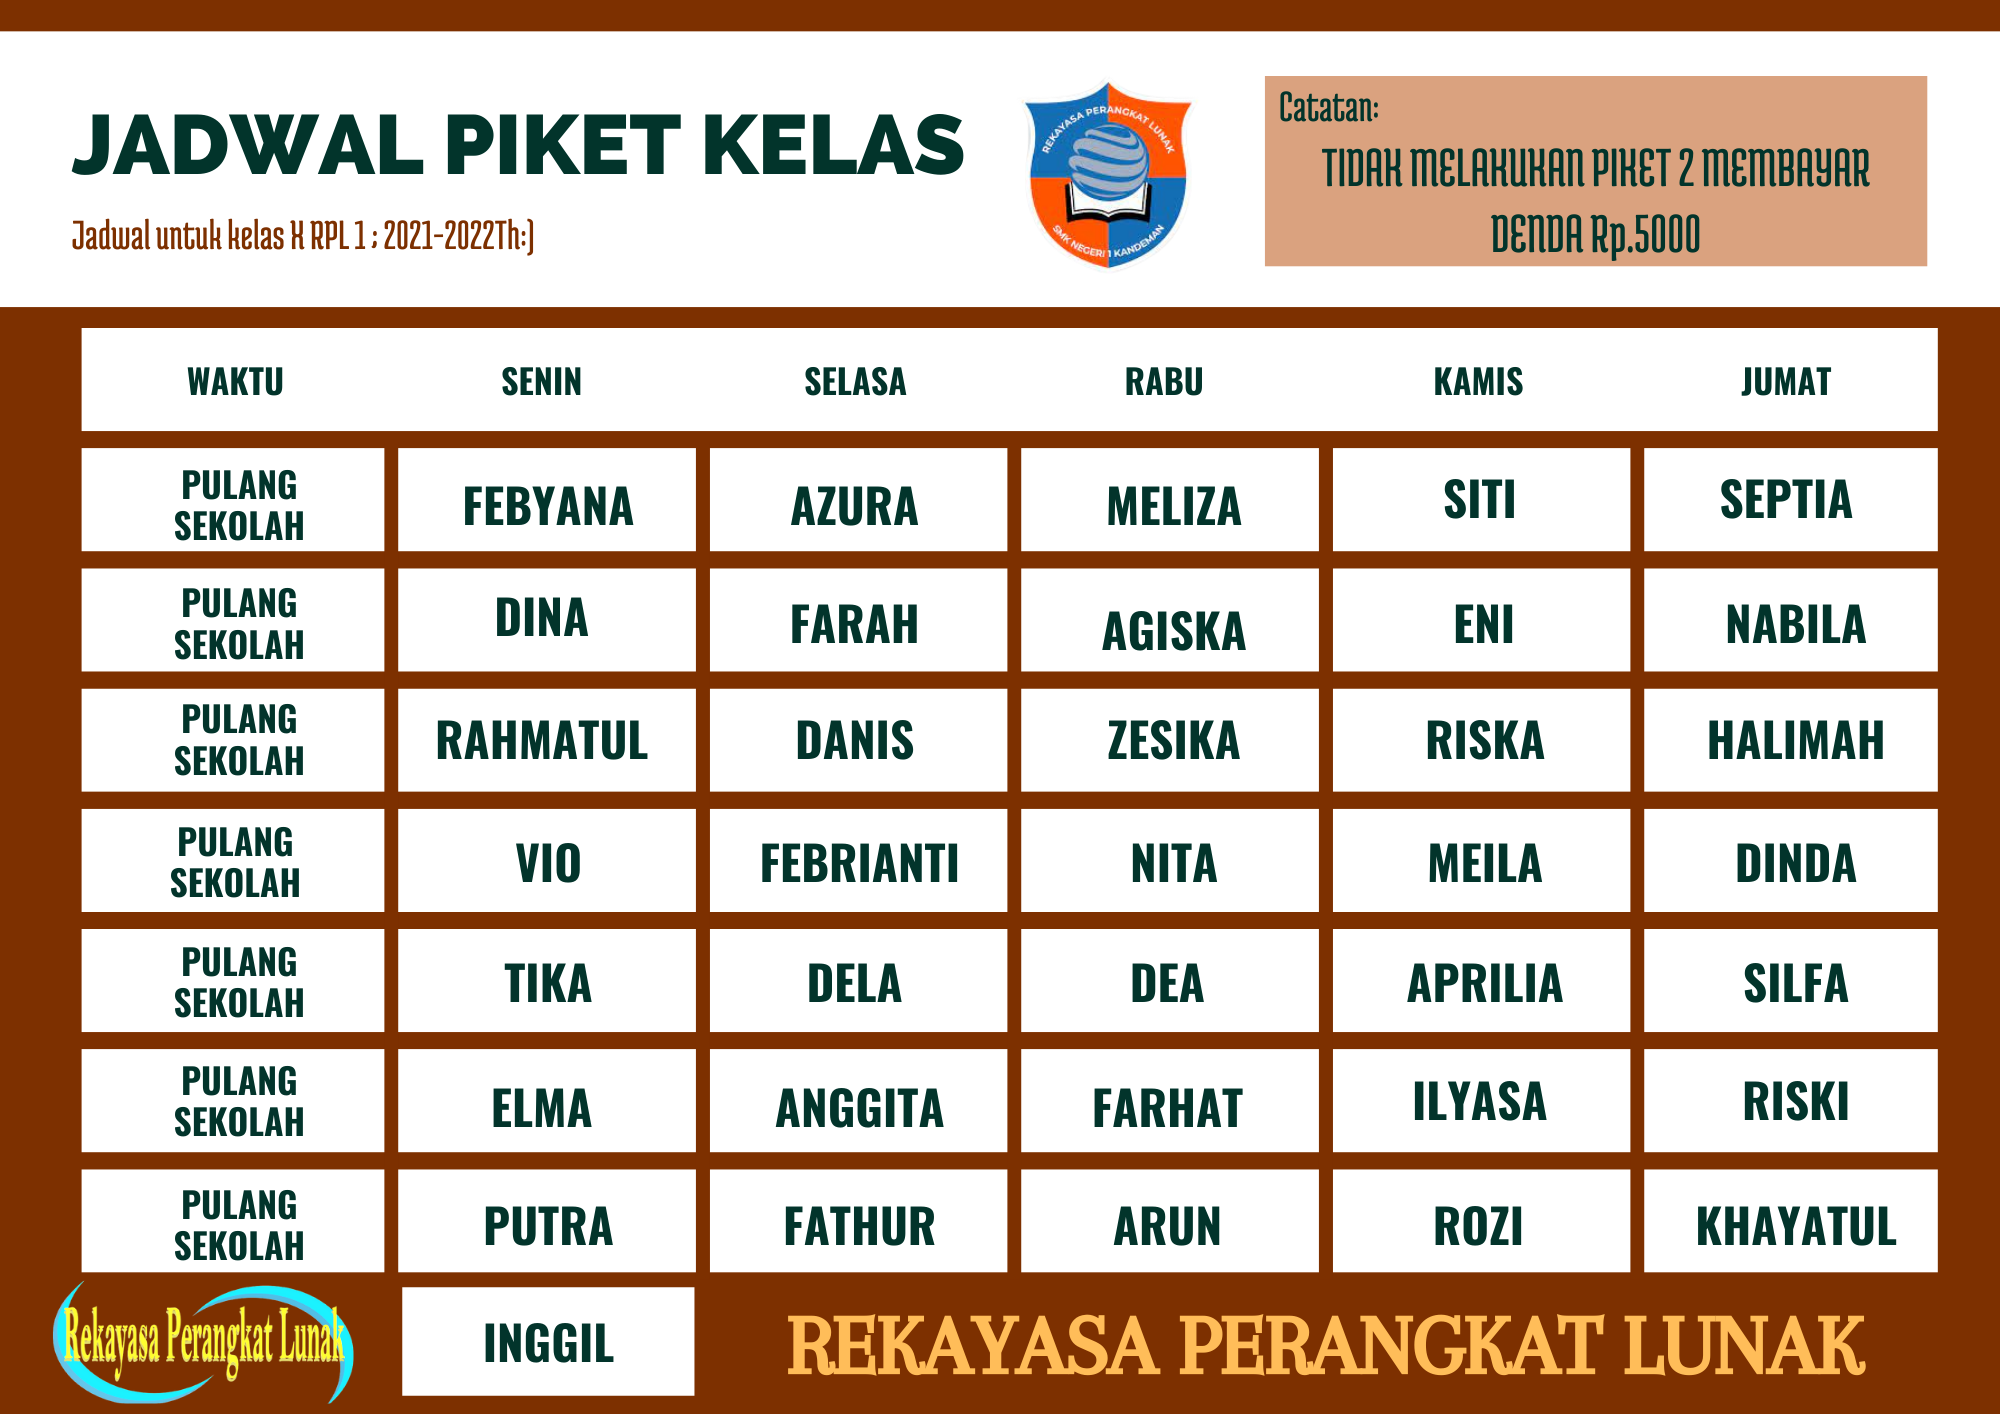 JADWAL PIKET KELAS
Jadwal untuk kelas X RPL 1 ; 2021-2022Th:)
REKAYASA PERANGKAT LUNAK
SMK NEGERI 1 KANDEMAN
Catatan:
TIDAK MELAKUKAN PIKET 2 MEMBAYAR
DENDA Rp.5000
WAKTU SENIN SELASA RABU KAMIS JUMAT
PULANG
SEKOLAH
FEBYANA AZURA MELIZA SITI SEPTIA
PULANG
SEKOLAH
DINA FARAH AGISKA ENI NABILA
PULANG
SEKOLAH
RAHMATUL DANIS ZESIKA RISKA HALIMAH
PULANG
SEKOLAH
VIO FEBRIANTI NITA MEILA DINDA
PULANG
SEKOLAH
TIKA DELA DEA APRILIA SILFA
PULANG
SEKOLAH
ELMA ANGGITA FARHAT ILYASA RISKI
PULANG
SEKOLAH
PUTRA FATHUR ARUN ROZI KHAYATUL
Rekayasa Perangkat Lunak
INGGIL
REKAYASA PERANGKAT LUNAK